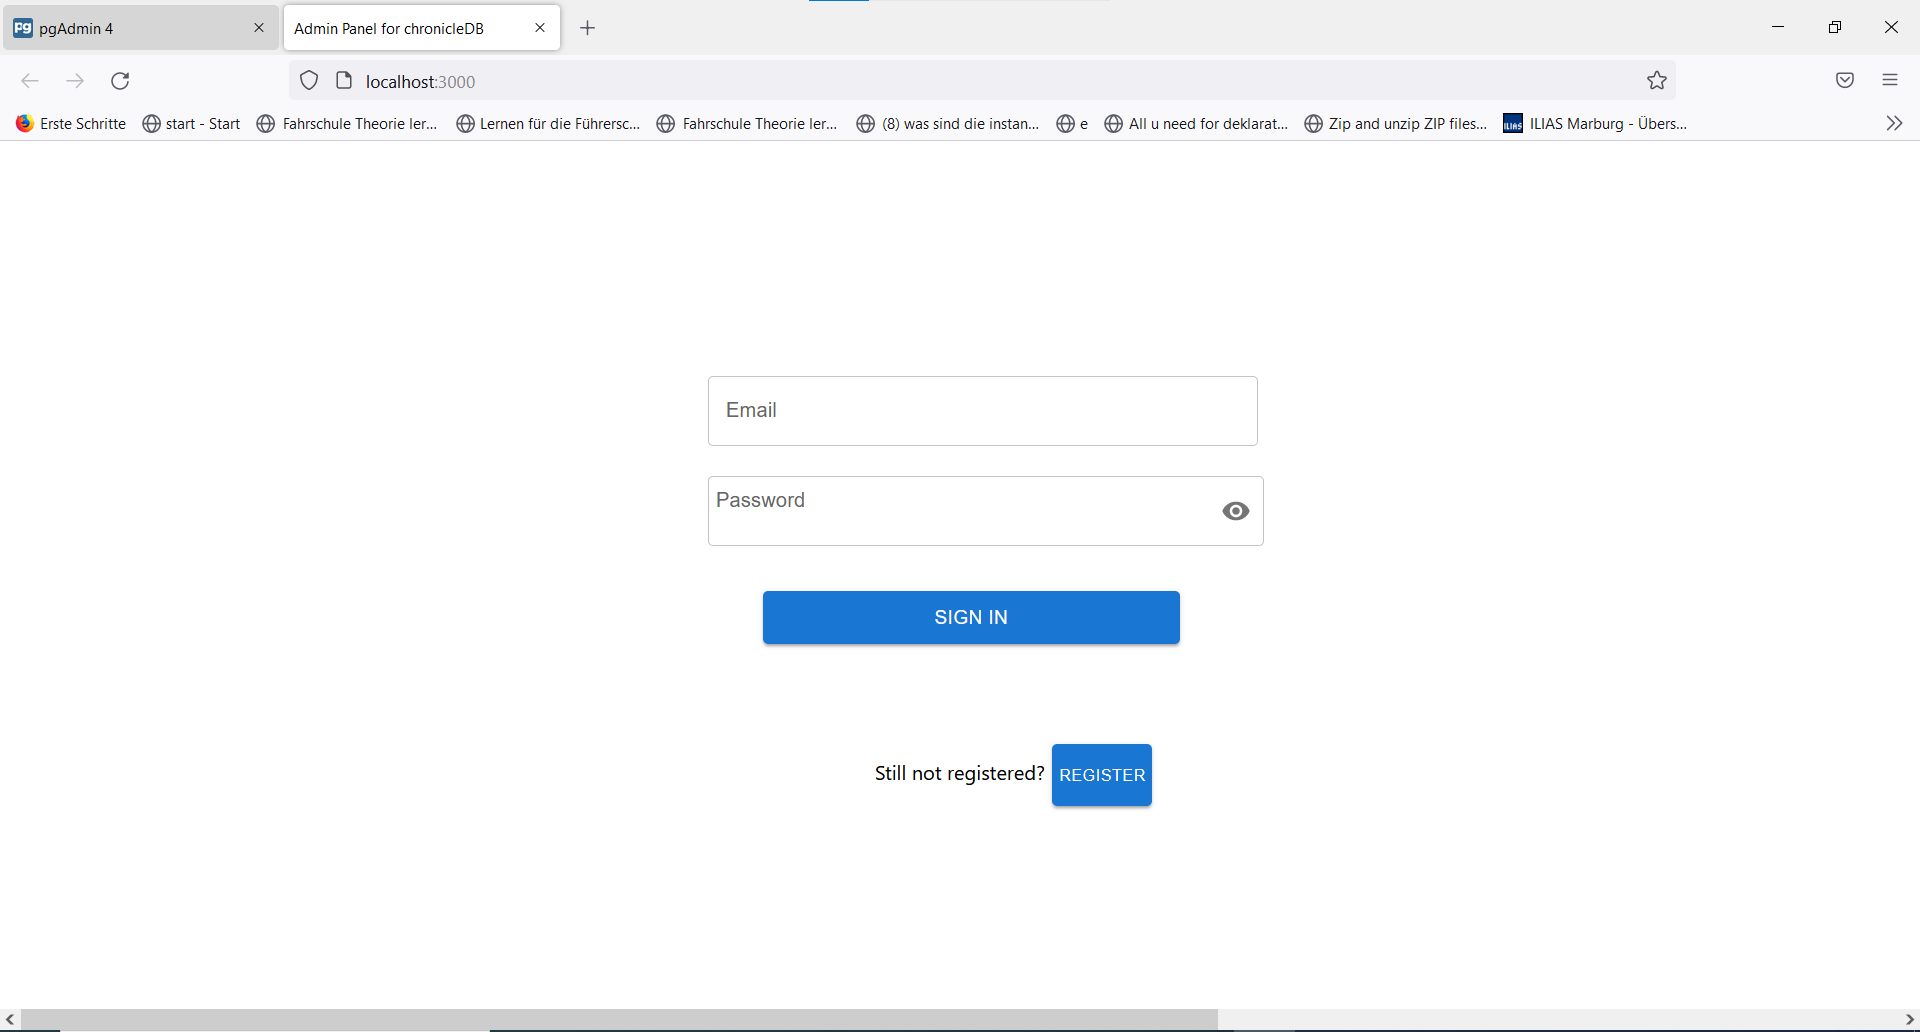 pgAdmin 4
Admin Panel for chronicleDB
localhost:3000
Erste Schritte
start - Start
Fahrschule Theorie ler...
Lernen für die Führersc...
Fahrschule Theorie ler...
(8) was sind die instan...
e
All u need for deklarat...
Zip and unzip ZIP files...
ILIAS Marburg - Übers...
Email
Password
SIGN IN
Still not registered? REGISTER